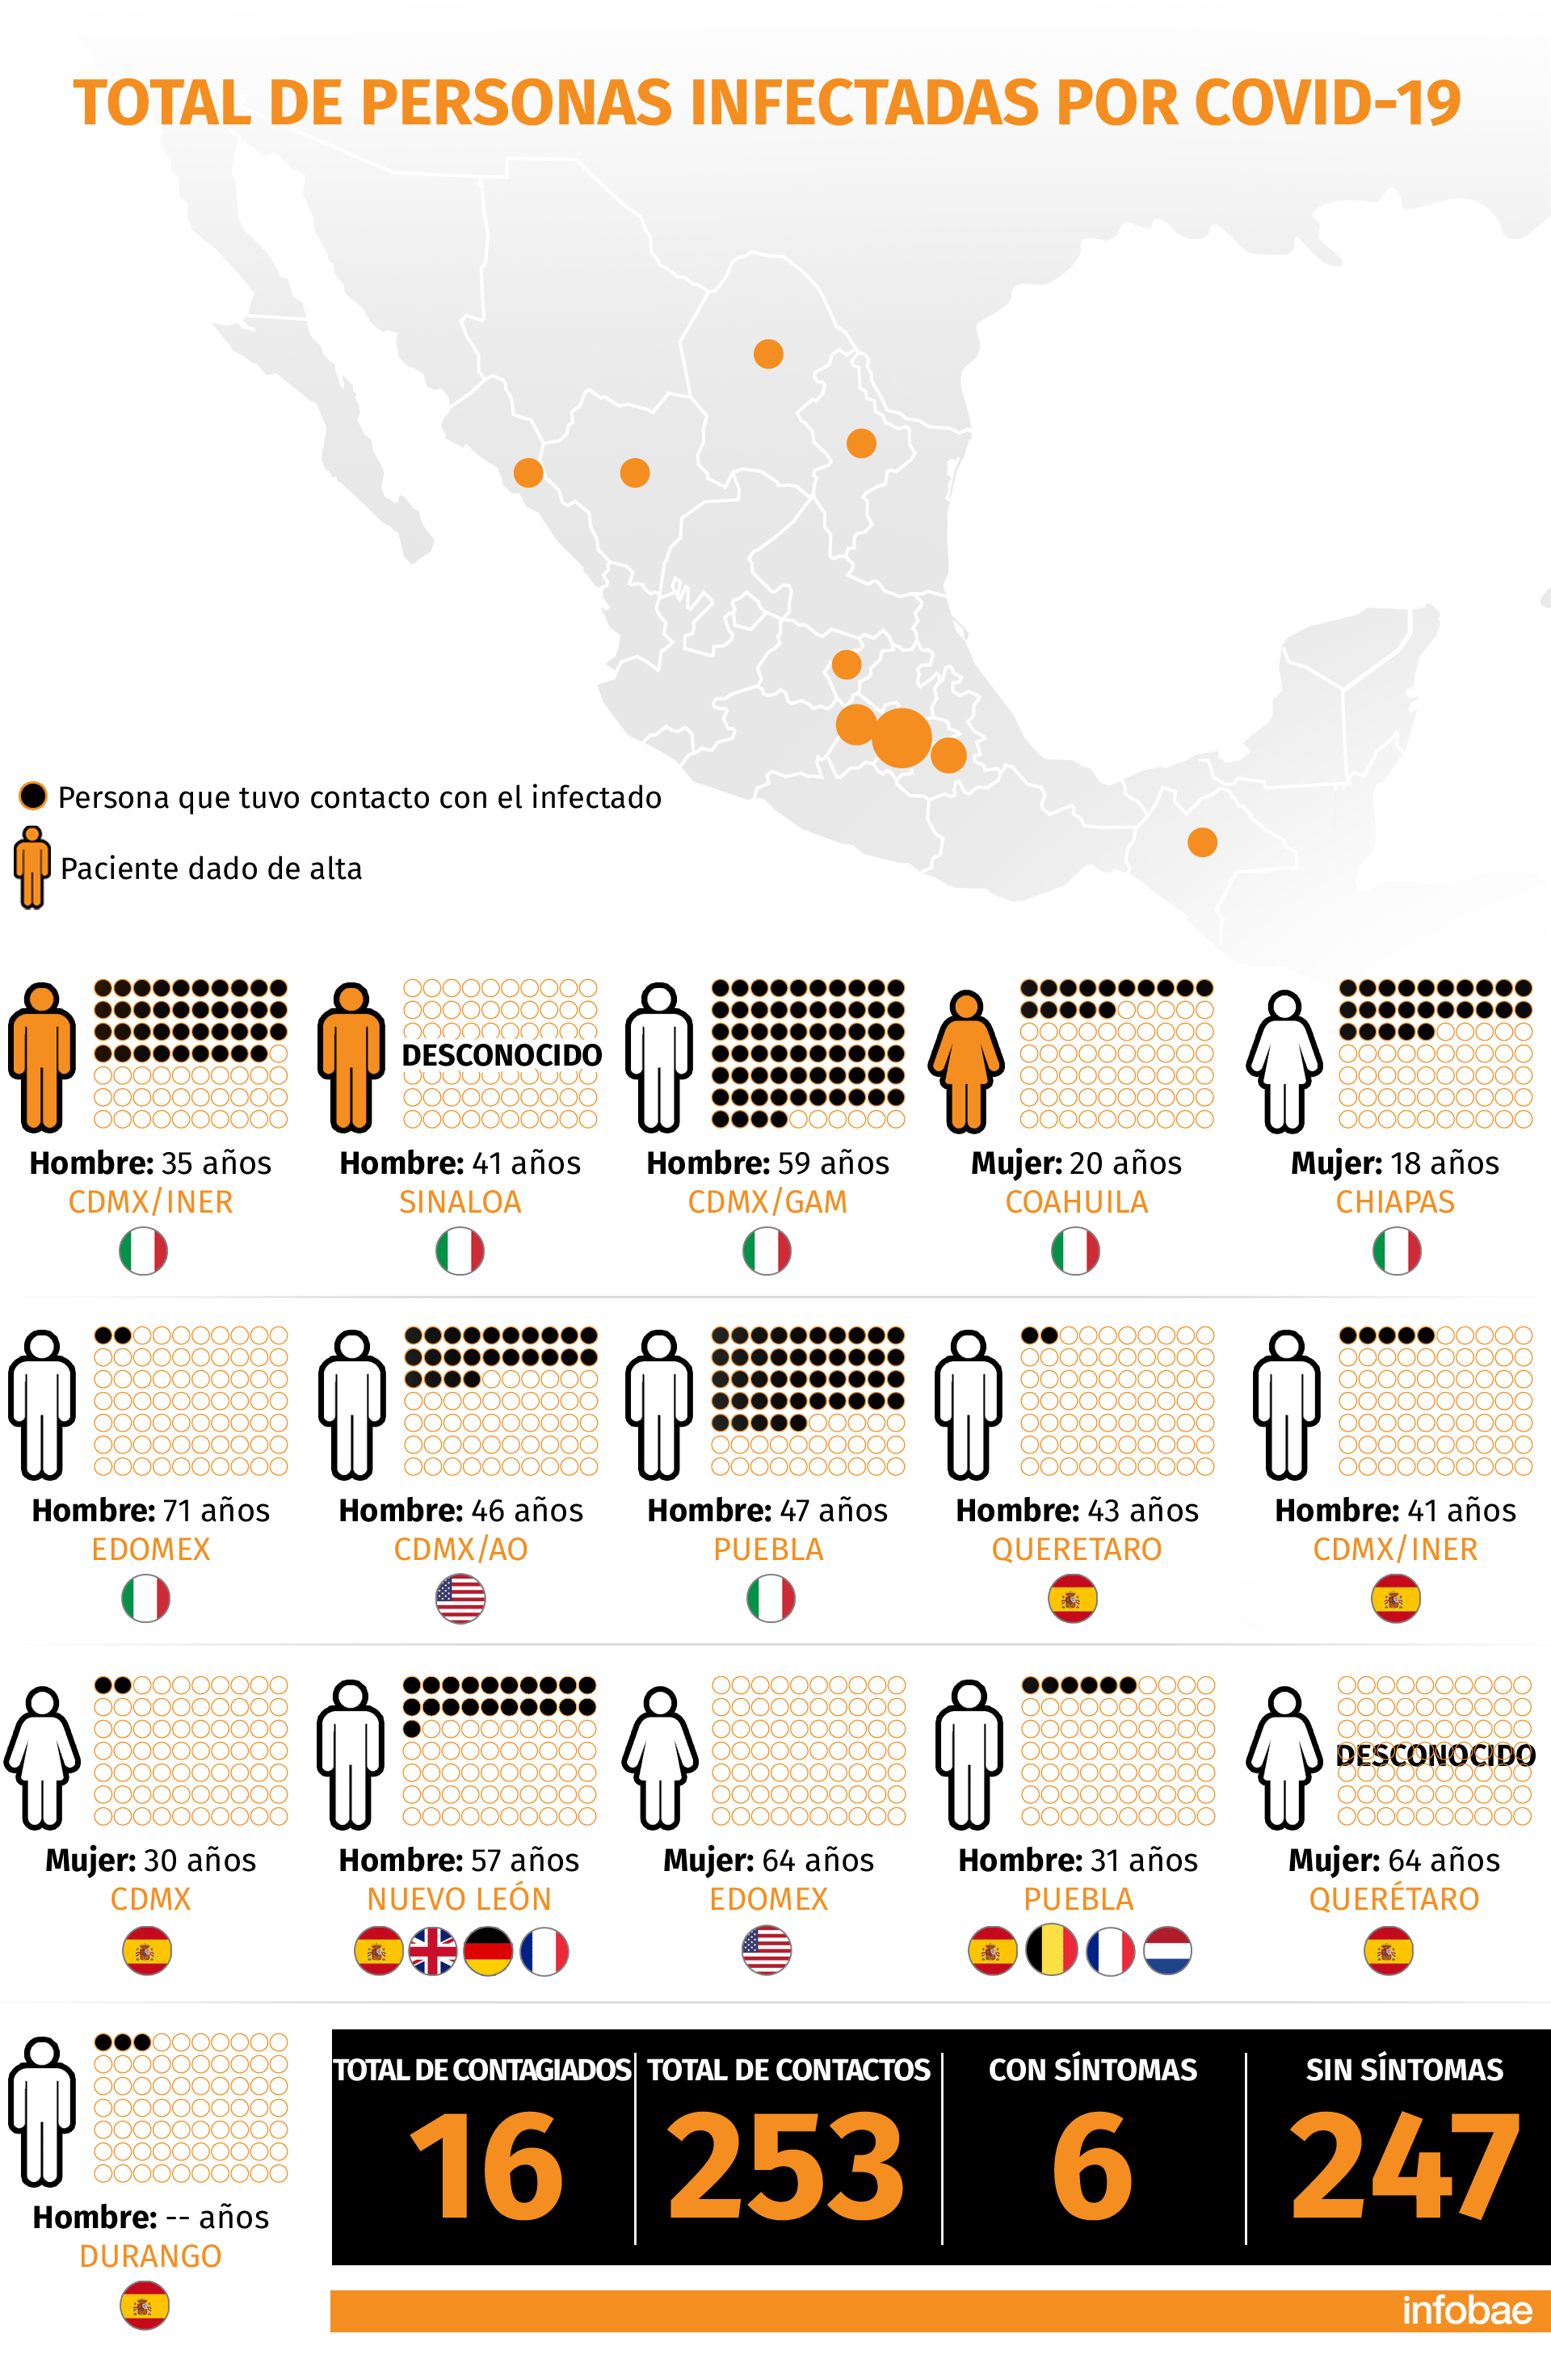 TOTAL DE PERSONAS INFECTADAS POR COVID-19
Persona que tuvo contacto con el infectado
Paciente dado de alta
DESCONOCIDO
Hombre: 35 años
CDMX/INER
Hombre: 41 años
SINALOA
Hombre: 59 años
CDMX/GAM
Mujer: 20 años
COAHUILA
Mujer: 18 años
CHIAPAS
Hombre: 71 años
EDOMEX
Hombre: 46 años
CDMX/AO
Hombre: 47 años
PUEBLA
Hombre: 43 años
QUERETARO
Hombre: 41 años
CDMX/INER
DESCONOCIDO
Mujer: 30 años
CDMX
Hombre: 57 años
NUEVO LEÓN
Mujer: 64 años
EDOMEX
Hombre: 31 años
PUEBLA
Mujer: 64 años
QUERÉTARO
Hombre: -- años
DURANGO
TOTAL DE CONTAGIADOS
16
TOTAL DE CONTACTOS
253
CON SÍNTOMAS
6
SIN SÍNTOMAS
247
infobae